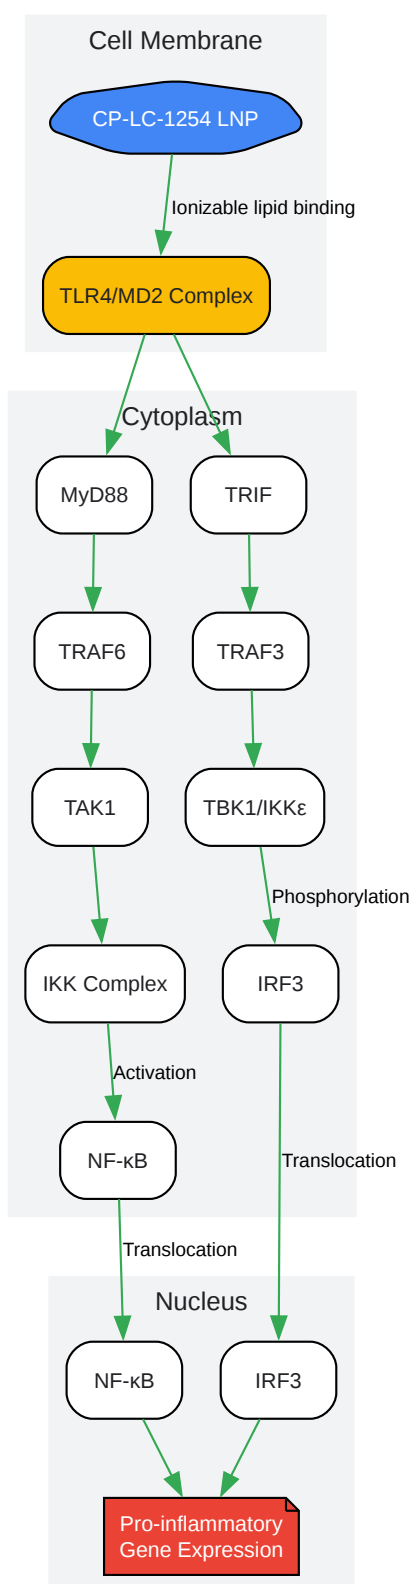 Cell Membrane
CP-LC-1254 LNP
Ionizable lipid binding
TLR4/MD2 Complex
Cytoplasm
MyD88
TRIF
TRAF6
TRAF3
TAK1
TBK1/IKKε
Phosphorylation
IKK Complex
IRF3
Activation
NF-κB
Translocation
Translocation
Nucleus
NF-κB
IRF3
Pro-inflammatory
Gene Expression